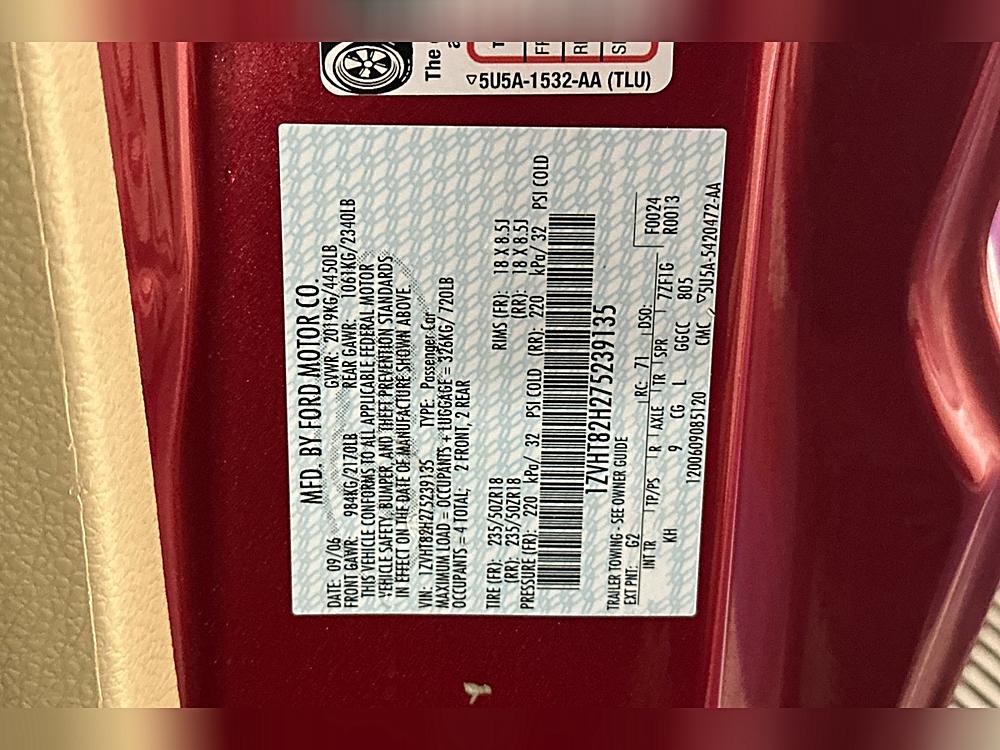 The
FR
5U5A-1532-AA (TLU)
MFD. BY FORD MOTOR CO.
DATE: 09/06 GVWR: 2019KG/4450LB
FRONT GAWR: 984KG/2170LB REAR GAWR: 1061KG/2340LB
THIS VEHICLE CONFORMS TO ALL APPLICABLE FEDERAL MOTOR
VEHICLE SAFETY, BUMPER, AND THEFT PREVENTION STANDARDS
IN EFFECT ON THE DATE OF MANUFACTURE SHOWN ABOVE.
VIN: 1ZVHT82H275239135 TYPE: Passenger Car
MAXIMUM LOAD = OCCUPANTS + LUGGAGE = 326KG/ 720LB
OCCUPANTS = 4 TOTAL; 2 FRONT, 2 REAR
TIRE (FR): 235/50ZR18 RIMS (FR): 18 X 8.5J
(RR): 235/50ZR18 (RR): 18 X 8.5J
PRESSURE (FR): 220 kPa/ 32 PSI COLD (RR): 220 kPa/ 32 PSI COLD
1ZVHT82H275239135
TRAILER TOWING - SEE OWNER GUIDE
EXT PNT: G2 RC: 71 DSO: F0024
R0013
INT TR TP/PS R AXLE TR SPR 7ZF1G
KH 9 CG L GGCC 805
1200609085120 CMC 5U5A-5420472-AA